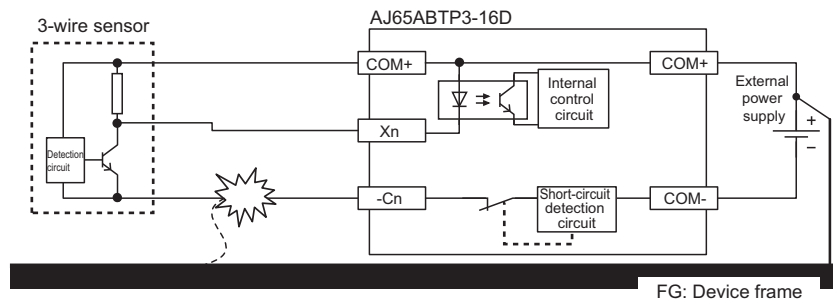 AJ65ABTP3-16D
3-wire sensor
COM+
COM+
Internal
control
circuit
External
power
supply
+
−
Xn
Detection
circuit
-Cn
Short-circuit
detection
circuit
COM-
FG: Device frame